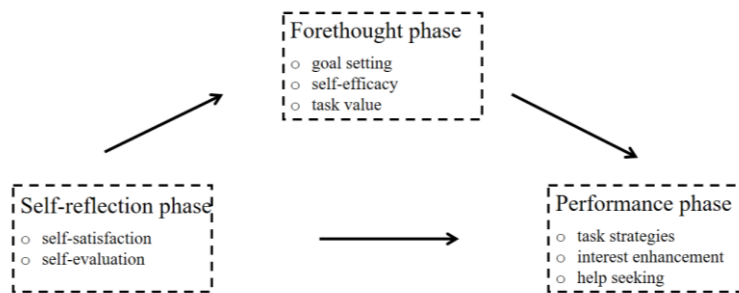 Forethought phase
○ goal setting
○ self-efficacy
○ task value
Self-reflection phase
○ self-satisfaction
○ self-evaluation
Performance phase
○ task strategies
○ interest enhancement
○ help seeking